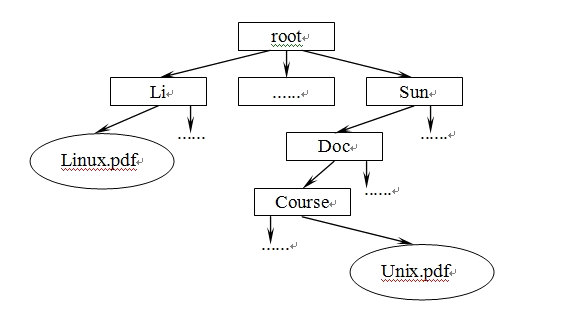 root
Li
......
Sun
Linux.pdf
......
Doc
......
Course
......
......
Unix.pdf